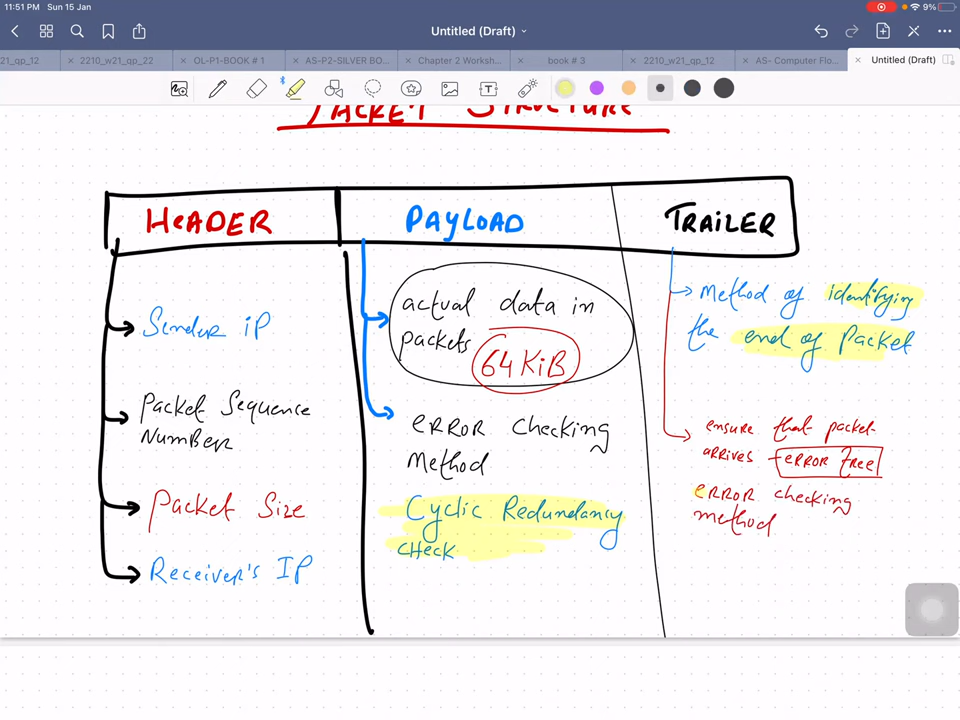 11:51 PM Sun 15 Jan
9%
Untitled (Draft)
21_qp_12
2210_w21_qp_22
OL-P1-BOOK # 1
AS-P2-SILVER BO...
Chapter 2 Worksh...
book # 3
2210_w21_qp_12
AS- Computer Flo...
Untitled (Draft)
PACKET STRUCTURE
HEADER
PAYLOAD
TRAILER
Sender iP
Packet Sequence
Number
Packet Size
Receiver's IP
actual data in
packets 64 KiB
ERROR checking
Method
Cyclic Redundancy
check
Method of identifying
the end of Packet
ensure that packet
arrives ERROR FREE
ERROR checking
method